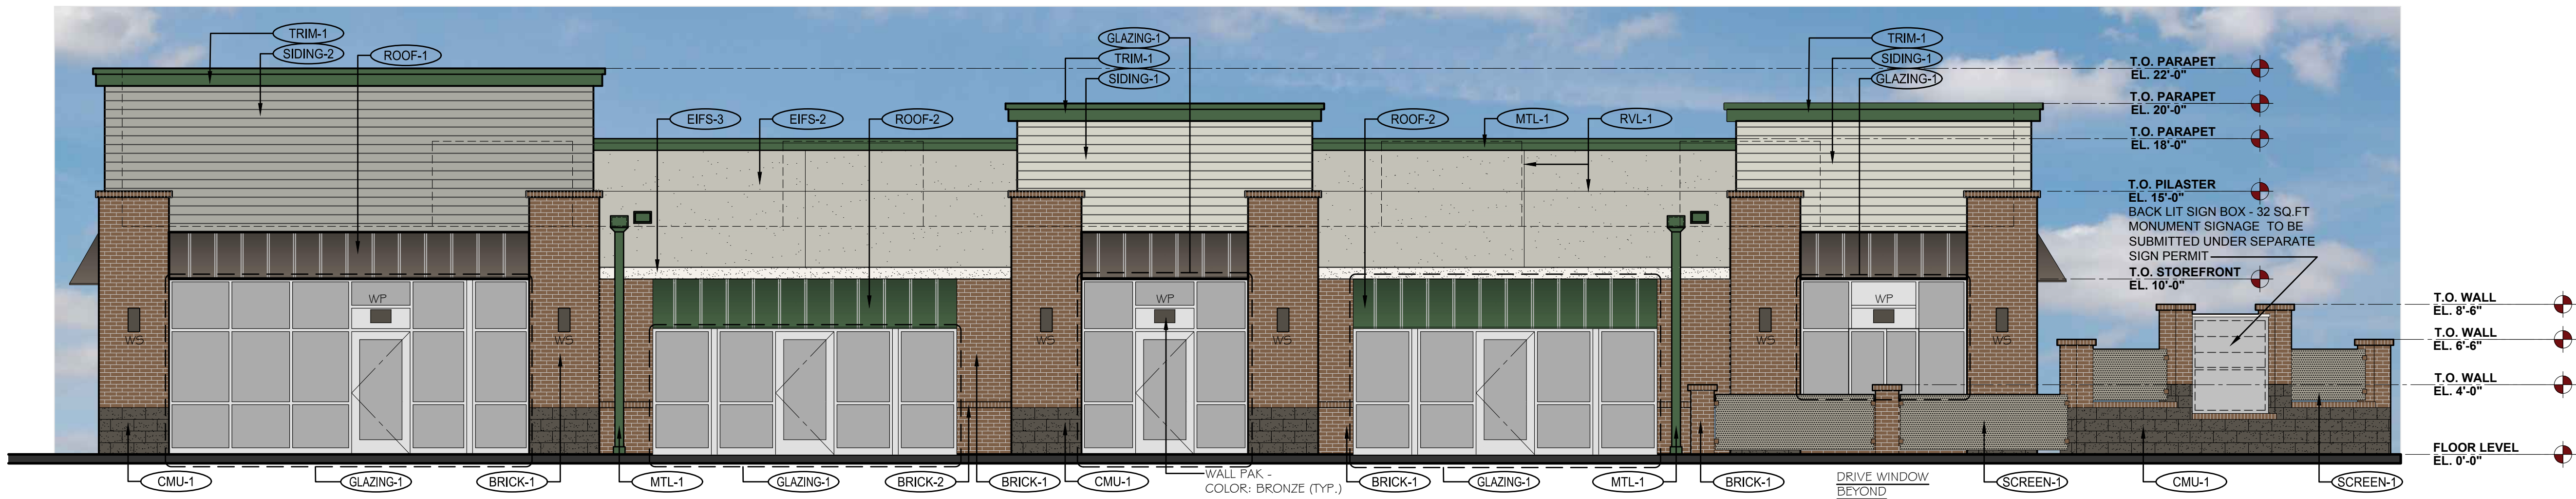 TRIM-1
SIDING-2
ROOF-1
EIFS-3
EIFS-2
ROOF-2
GLAZING-1
TRIM-1
SIDING-1
ROOF-2
MTL-1
RVL-1
TRIM-1
SIDING-1
GLAZING-1
T.O. PARAPET
EL. 22'-0"
T.O. PARAPET
EL. 20'-0"
T.O. PARAPET
EL. 18'-0"
T.O. PILASTER
EL. 15'-0"
BACK LIT SIGN BOX - 32 SQ.FT
MONUMENT SIGNAGE TO BE
SUBMITTED UNDER SEPARATE
SIGN PERMIT
T.O. STOREFRONT
EL. 10'-0"
T.O. WALL
EL. 8'-6"
T.O. WALL
EL. 6'-6"
T.O. WALL
EL. 4'-0"
FLOOR LEVEL
EL. 0'-0"
WP
WP
WP
WS
WS
WS
WS
WS
WS
CMU-1
GLAZING-1
BRICK-1
MTL-1
GLAZING-1
BRICK-2
BRICK-1
CMU-1
WALL PAK -
COLOR: BRONZE (TYP.)
BRICK-1
GLAZING-1
MTL-1
BRICK-1
DRIVE WINDOW
BEYOND
SCREEN-1
CMU-1
SCREEN-1